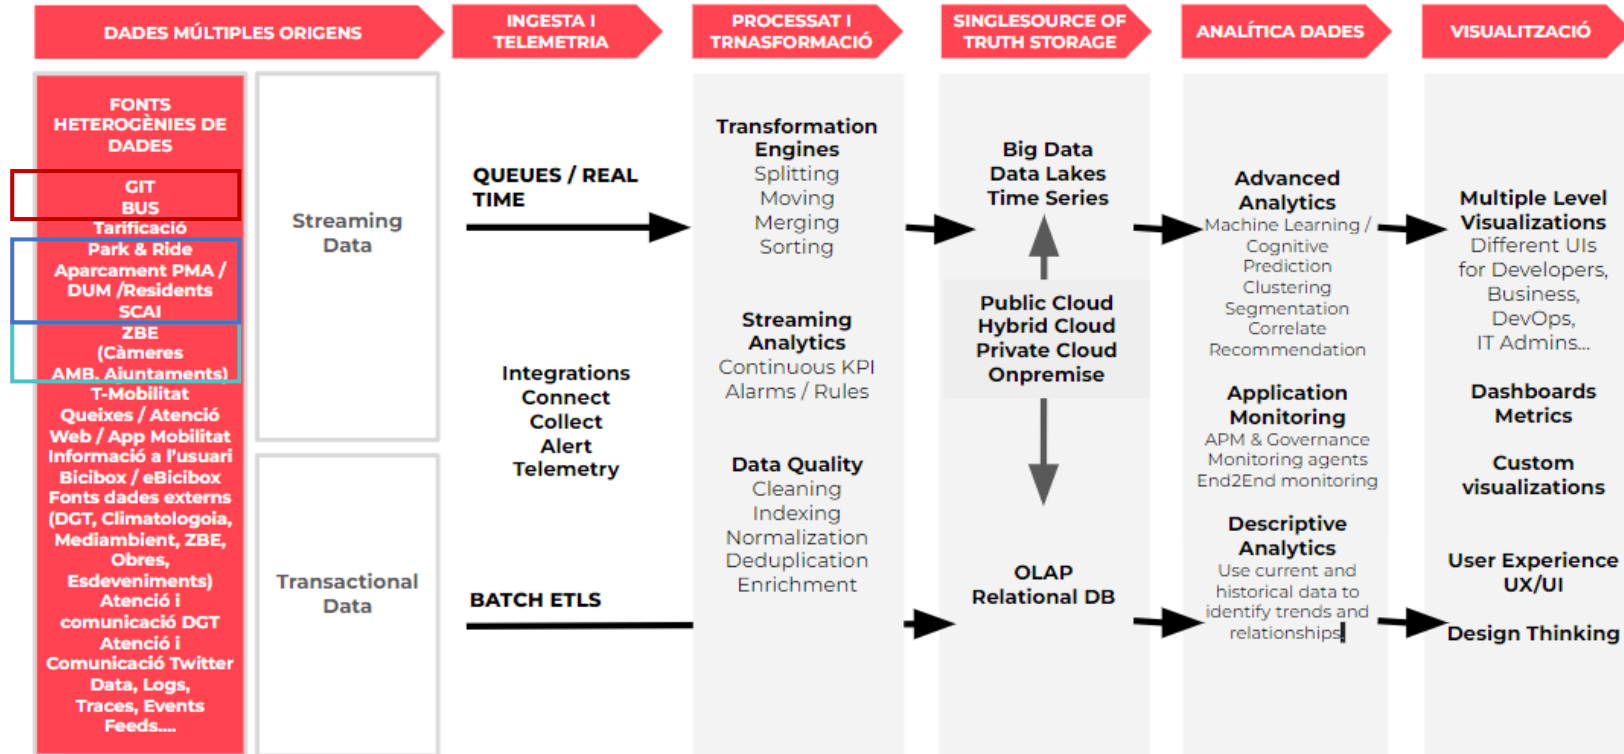 DADES MÚLTIPLES ORIGENS
INGESTA I
TELEMETRIA
PROCESSAT I
TRNASFORMACIÓ
SINGLESOURCE OF
TRUTH STORAGE
ANALÍTICA DADES
VISUALITZACIÓ
FONTS
HETEROGÈNIES DE
DADES
GIT
BUS
Tarificació
Park & Ride
Aparcament PMA /
DUM /Residents
SCAI
ZBE
(Càmeres
AMB, Ajuntaments)
T-Mobilitat
Queixes / Atenció
Web / App Mobilitat
Informació a l'usuari
Bicibox / eBicibox
Fonts dades externs
(DGT, Climatologoia,
Mediambient, ZBE,
Obres,
Esdeveniments)
Atenció i
comunicació DGT
Atenció i
Comunicació Twitter
Data, Logs,
Traces, Events
Feeds....
Streaming
Data
Transactional
Data
QUEUES / REAL
TIME
Integrations
Connect
Collect
Alert
Telemetry
BATCH ETLS
Transformation
Engines
Splitting
Moving
Merging
Sorting
Streaming
Analytics
Continuous KPI
Alarms / Rules
Data Quality
Cleaning
Indexing
Normalization
Deduplication
Enrichment
Big Data
Data Lakes
Time Series
Public Cloud
Hybrid Cloud
Private Cloud
Onpremise
OLAP
Relational DB
Advanced
Analytics
Machine Learning /
Cognitive
Prediction
Clustering
Segmentation
Correlate
Recommendation
Application
Monitoring
APM & Governance
Monitoring agents
End2End monitoring
Descriptive
Analytics
Use current and
historical data to
identify trends and
relationships
Multiple Level
Visualizations
Different UIs
for Developers,
Business,
DevOps,
IT Admins...
Dashboards
Metrics
Custom
visualizations
User Experience
UX/UI
Design Thinking